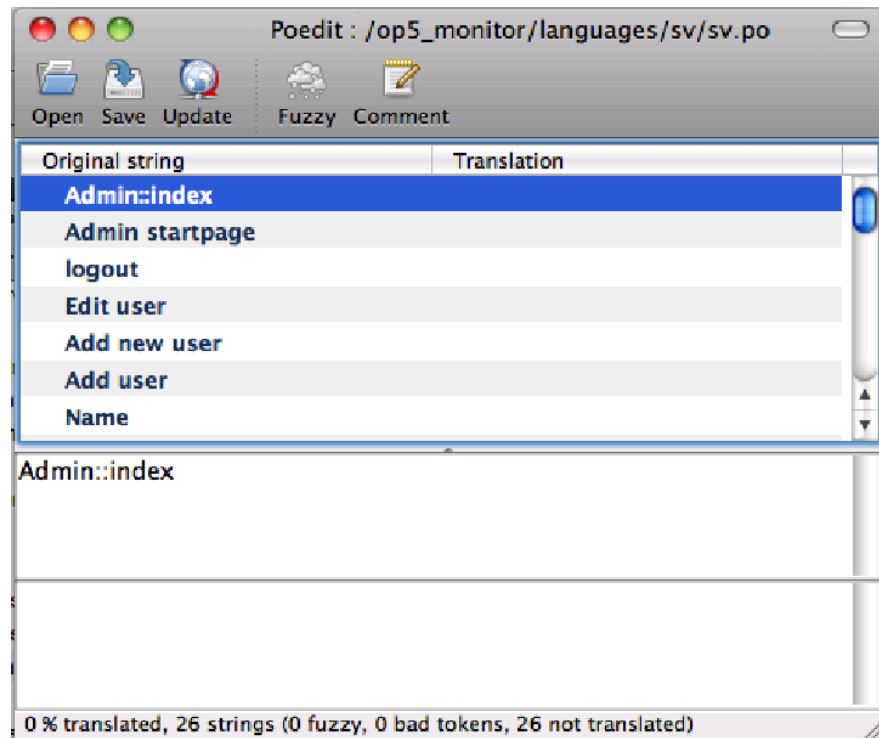 Poedit : /op5_monitor/languages/sv/sv.po
Open Save Update Fuzzy Comment
Original string Translation
Admin::index
Admin startpage
logout
Edit user
Add new user
Add user
Name
Admin::index
0 % translated, 26 strings (0 fuzzy, 0 bad tokens, 26 not translated)